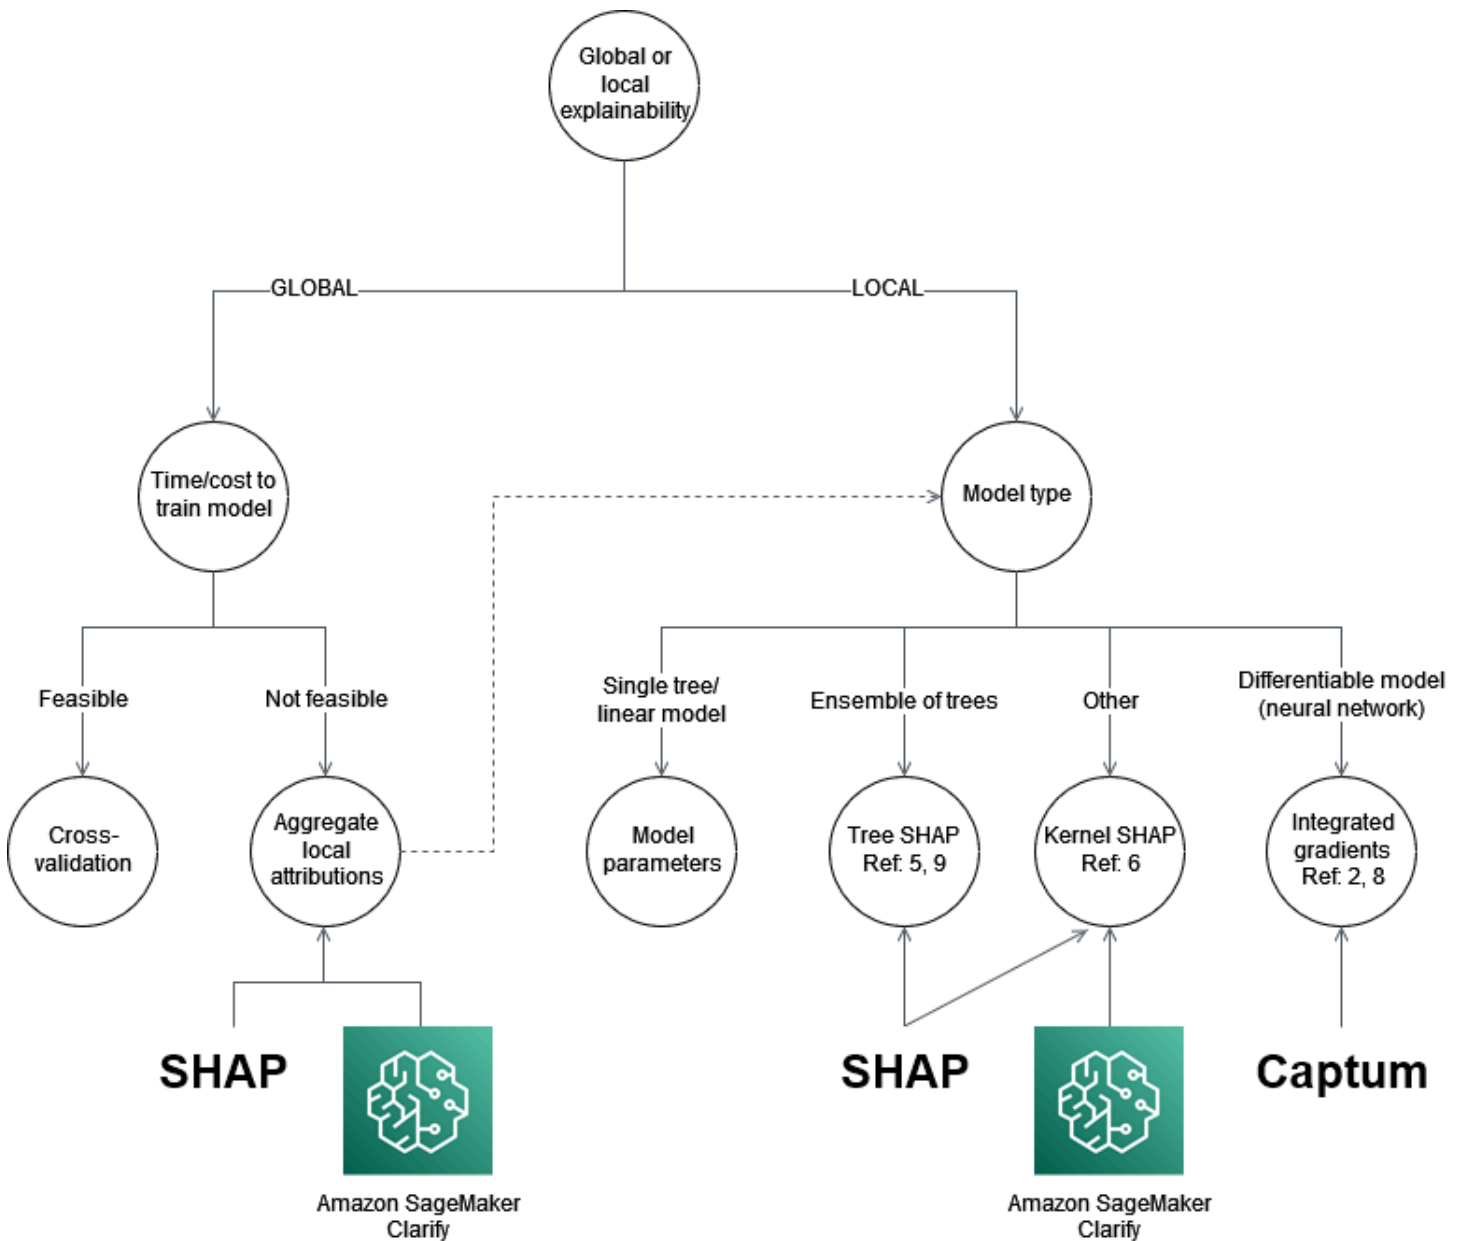 Global or
local
explainability
GLOBAL
LOCAL
Time/cost to
train model
Model type
Feasible
Not feasible
Single tree/
linear model
Ensemble of trees
Other
Differentiable model
(neural network)
Cross-
validation
Aggregate
local
attributions
Model
parameters
Tree SHAP
Ref: 5, 9
Kernel SHAP
Ref: 6
Integrated
gradients
Ref: 2, 8
SHAP
Amazon SageMaker
Clarify
SHAP
Amazon SageMaker
Clarify
Captum